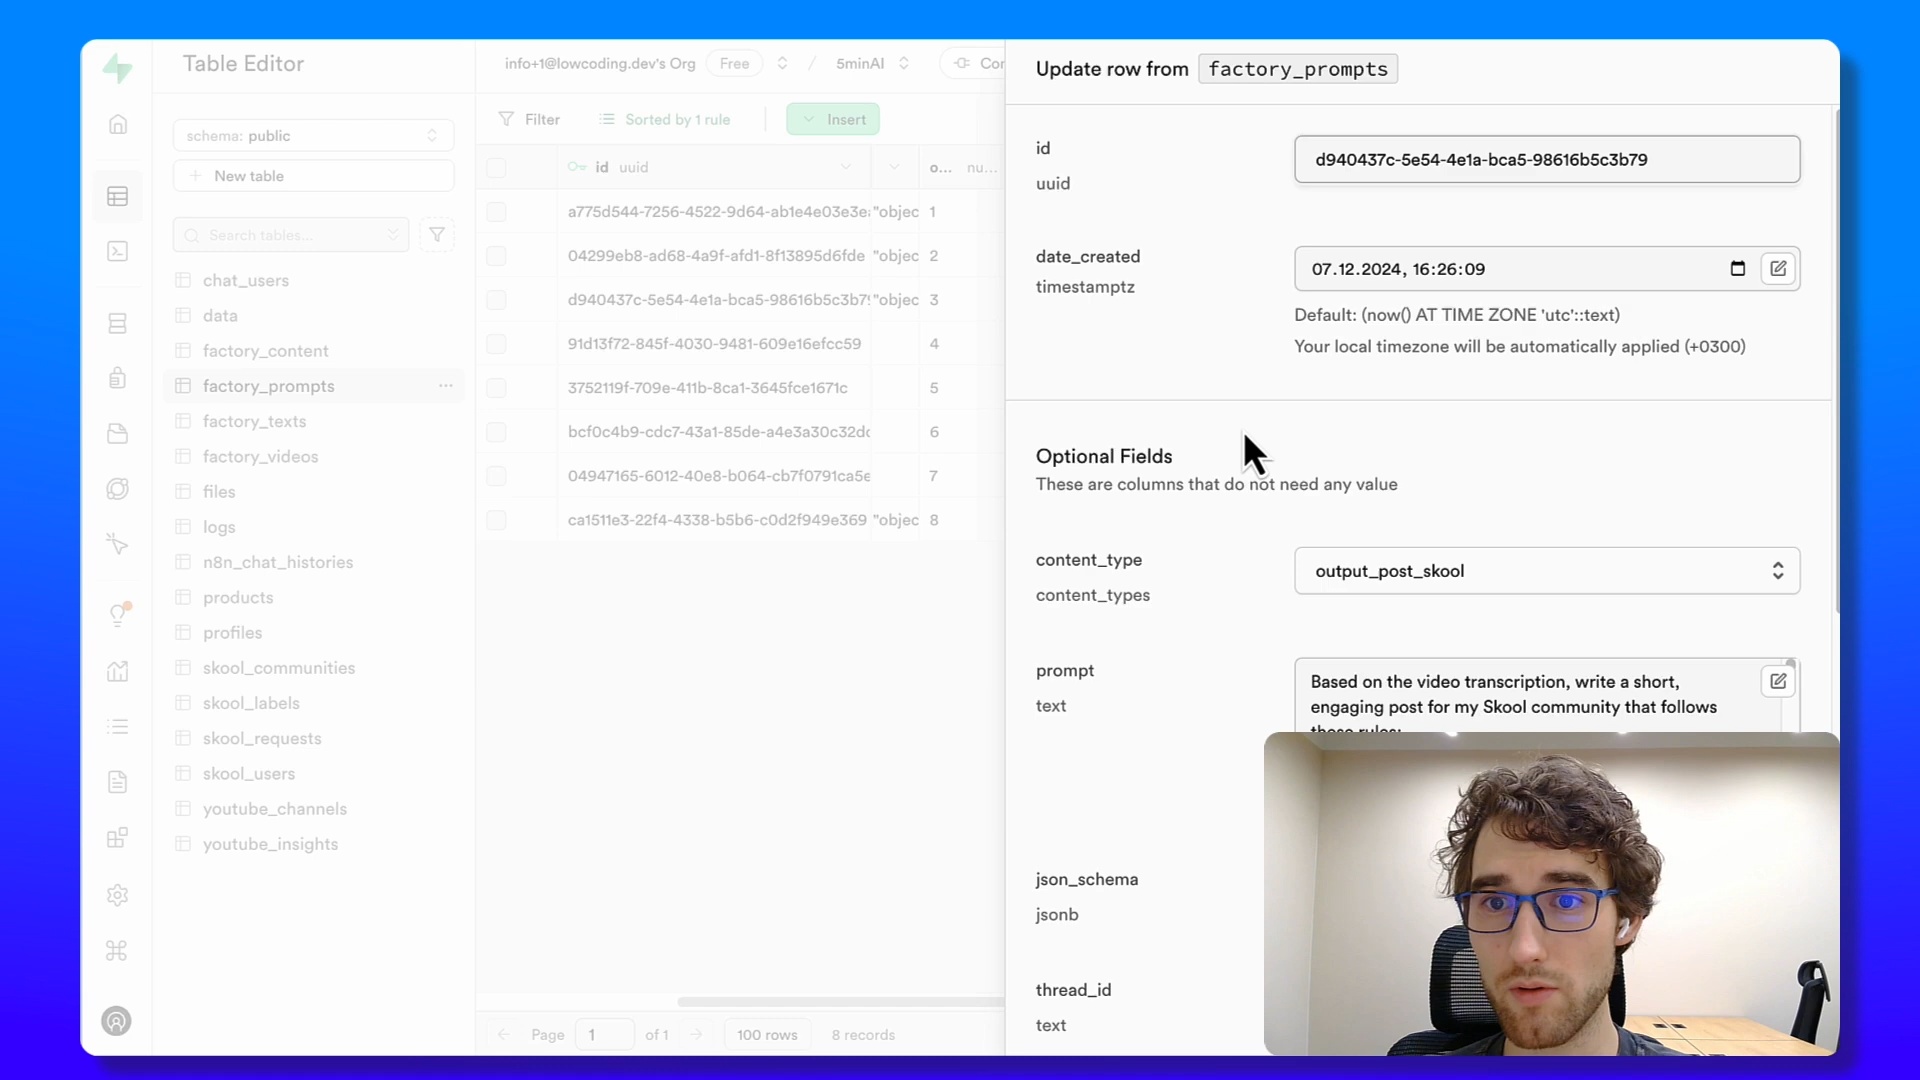 Table Editor
schema: public
New table
Search tables...
chat_users
data
factory_content
factory_prompts
factory_texts
factory_videos
files
logs
n8n_chat_histories
products
profiles
skool_communities
skool_labels
skool_requests
skool_users
youtube_channels
youtube_insights
info+1@lowcoding.dev's Org Free / 5minAI Con
Filter Sorted by 1 rule Insert
id uuid o... nu...
a775d544-7256-4522-9d64-ab1e4e03e3e "objec 1
04299eb8-ad68-4a9f-afd1-8f13895d6fde "objec 2
d940437c-5e54-4e1a-bca5-98616b5c3b79 "objec 3
91d13f72-845f-4030-9481-609e16efcc59 4
3752119f-709e-411b-8ca1-3645fce1671c 5
bcf0c4b9-cdc7-43a1-85de-a4e3a30c32dc 6
04947165-6012-40e8-b064-cb7f0791ca5e 7
ca1511e3-22f4-4338-b5b6-c0d2f949e369 "objec 8
Page 1 of 1 100 rows 8 records
Update row from factory_prompts
id
uuid
d940437c-5e54-4e1a-bca5-98616b5c3b79
date_created
timestamptz
07.12.2024, 16:26:09
Default: (now() AT TIME ZONE 'utc'::text)
Your local timezone will be automatically applied (+0300)
Optional Fields
These are columns that do not need any value
content_type
content_types
output_post_skool
prompt
text
Based on the video transcription, write a short,
engaging post for my Skool community that follows
these rules:
json_schema
jsonb
thread_id
text